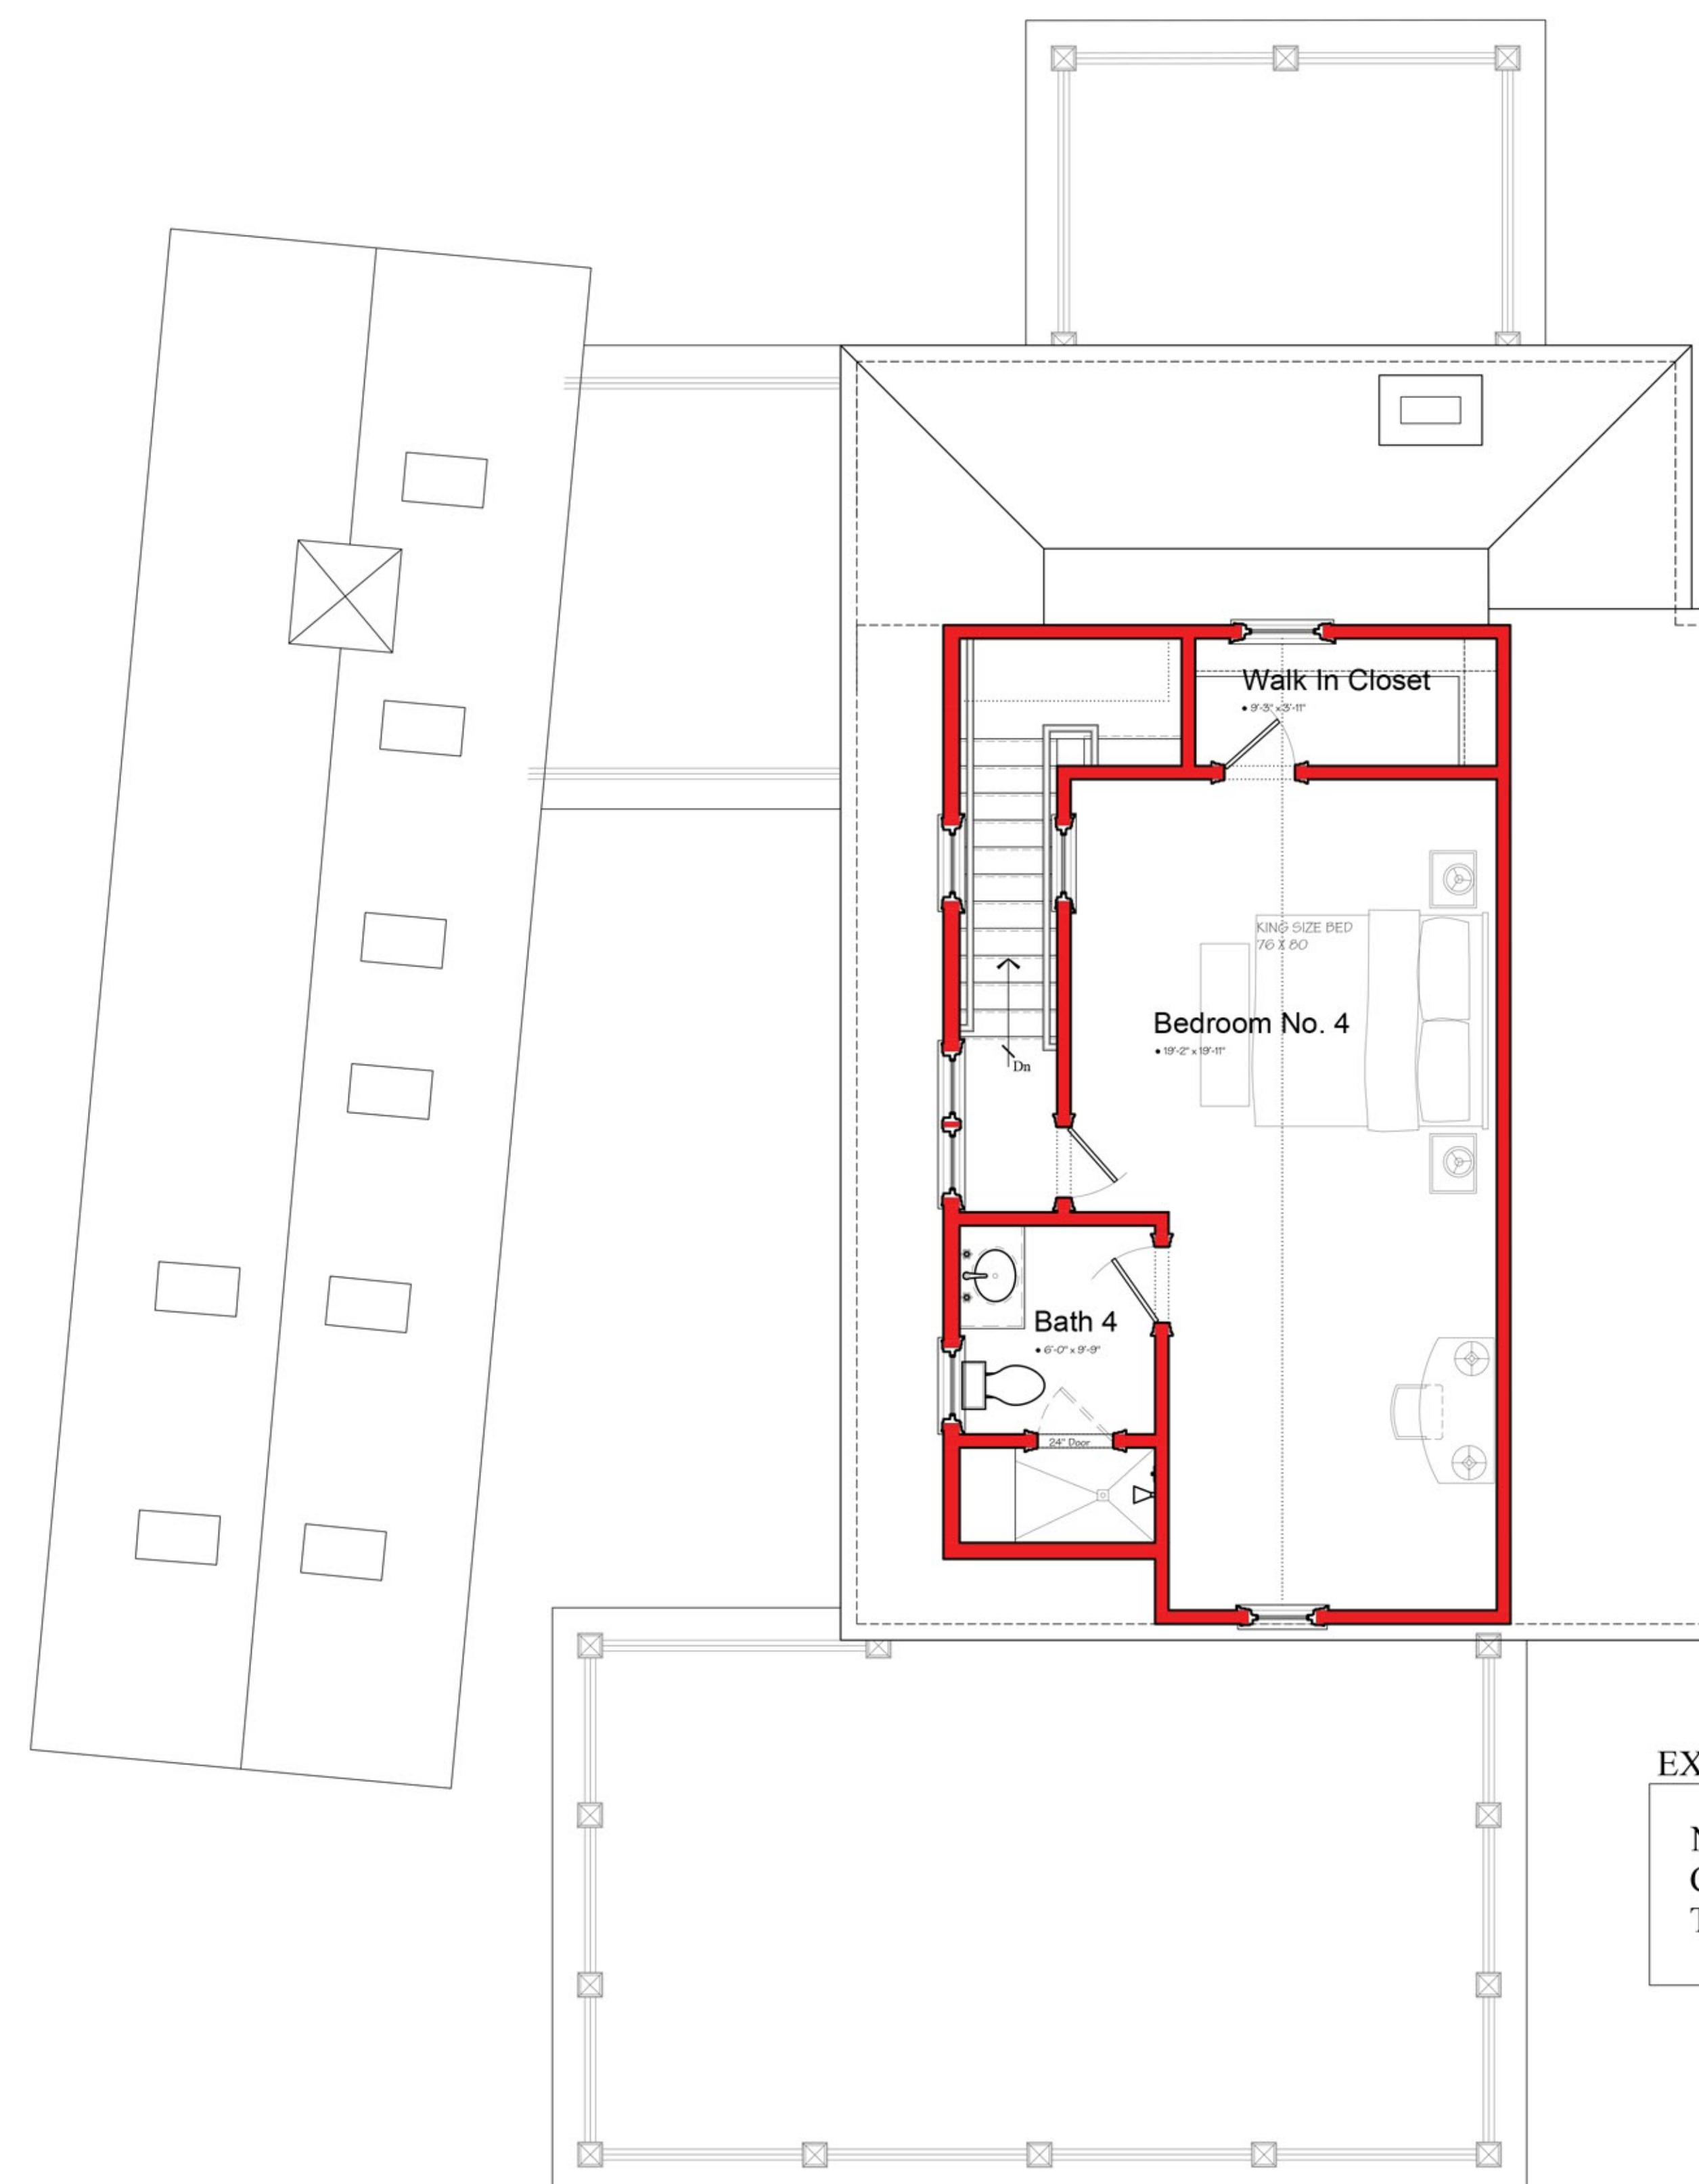 Walk In Closet
• 9'-3" x 3'-11"
KING SIZE BED
76 X 80
Bedroom No. 4
• 19'-2" x 19'-11"
Dn
Bath 4
• 6'-0" x 9'-9"
24" Door
EX